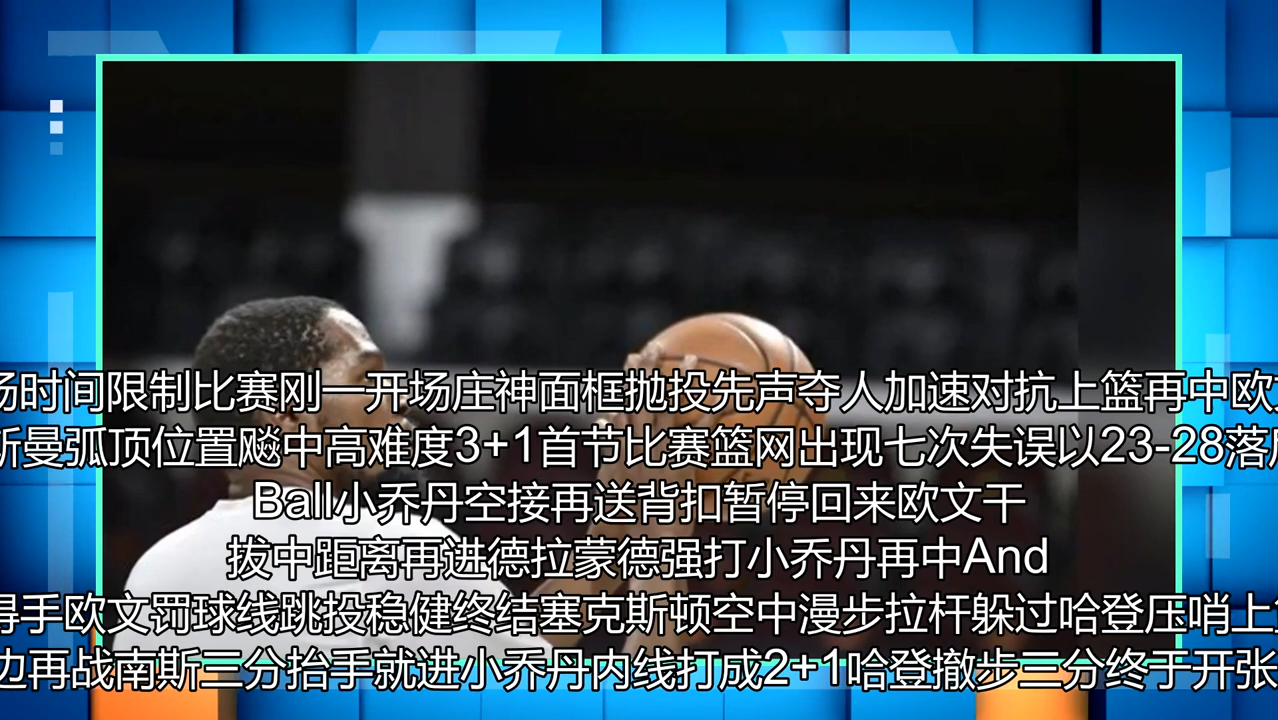 时间限制比赛刚一开场庄神面框抛投先声夺人加速对抗上篮再中欧
斯曼弧顶位置飚中高难度3+1首节比赛篮网出现七次失误以23-28落后
Ball小乔丹空接再送背扣暂停回来欧文干
拔中距离再进德拉蒙德强打小乔丹再中And
得手欧文罚球线跳投稳健终结塞克斯顿空中漫步拉杆躲过哈登压哨上
边再战南斯三分抬手就进小乔丹内线打成2+1哈登撤步三分终于开张